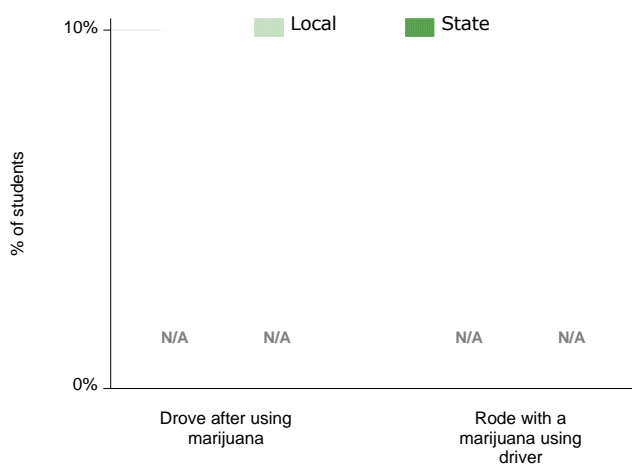 Local
State
10%
% of students
N/A
N/A
N/A
N/A
0%
Drove after using
marijuana
Rode with a
marijuana using
driver